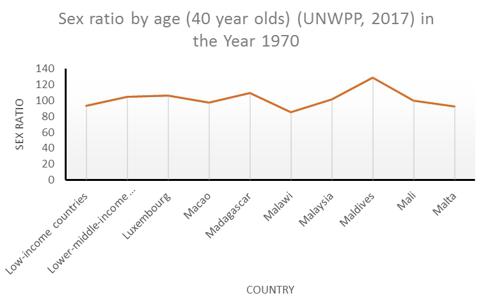 Sex ratio by age (40 year olds) (UNWPP, 2017) in
the Year 1970
SEX RATIO
140
120
100
80
60
40
20
0
Low-income countries
Lower-middle-income...
Luxembourg
Macao
Madagascar
Malawi
Malaysia
Maldives
Mali
Malta
COUNTRY